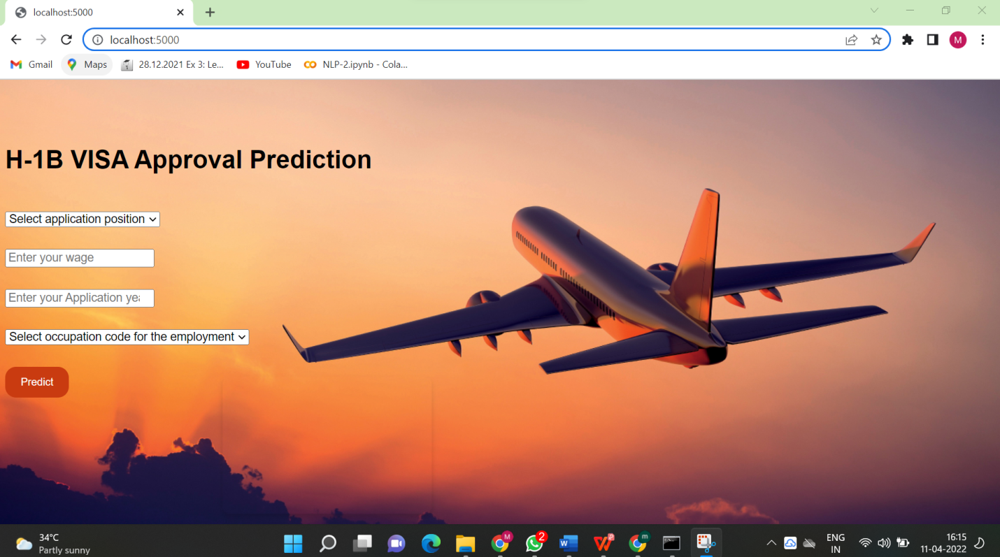 localhost:5000
localhost:5000
M
Gmail
Maps
28.12.2021 Ex 3: Le...
YouTube
NLP-2.ipynb - Cola...
H-1B VISA Approval Prediction
Select application position
Enter your wage
Enter your Application yea
Select occupation code for the employment
Predict
34°C
Partly sunny
M
2
W
m
ENG
IN
16:15
11-04-2022